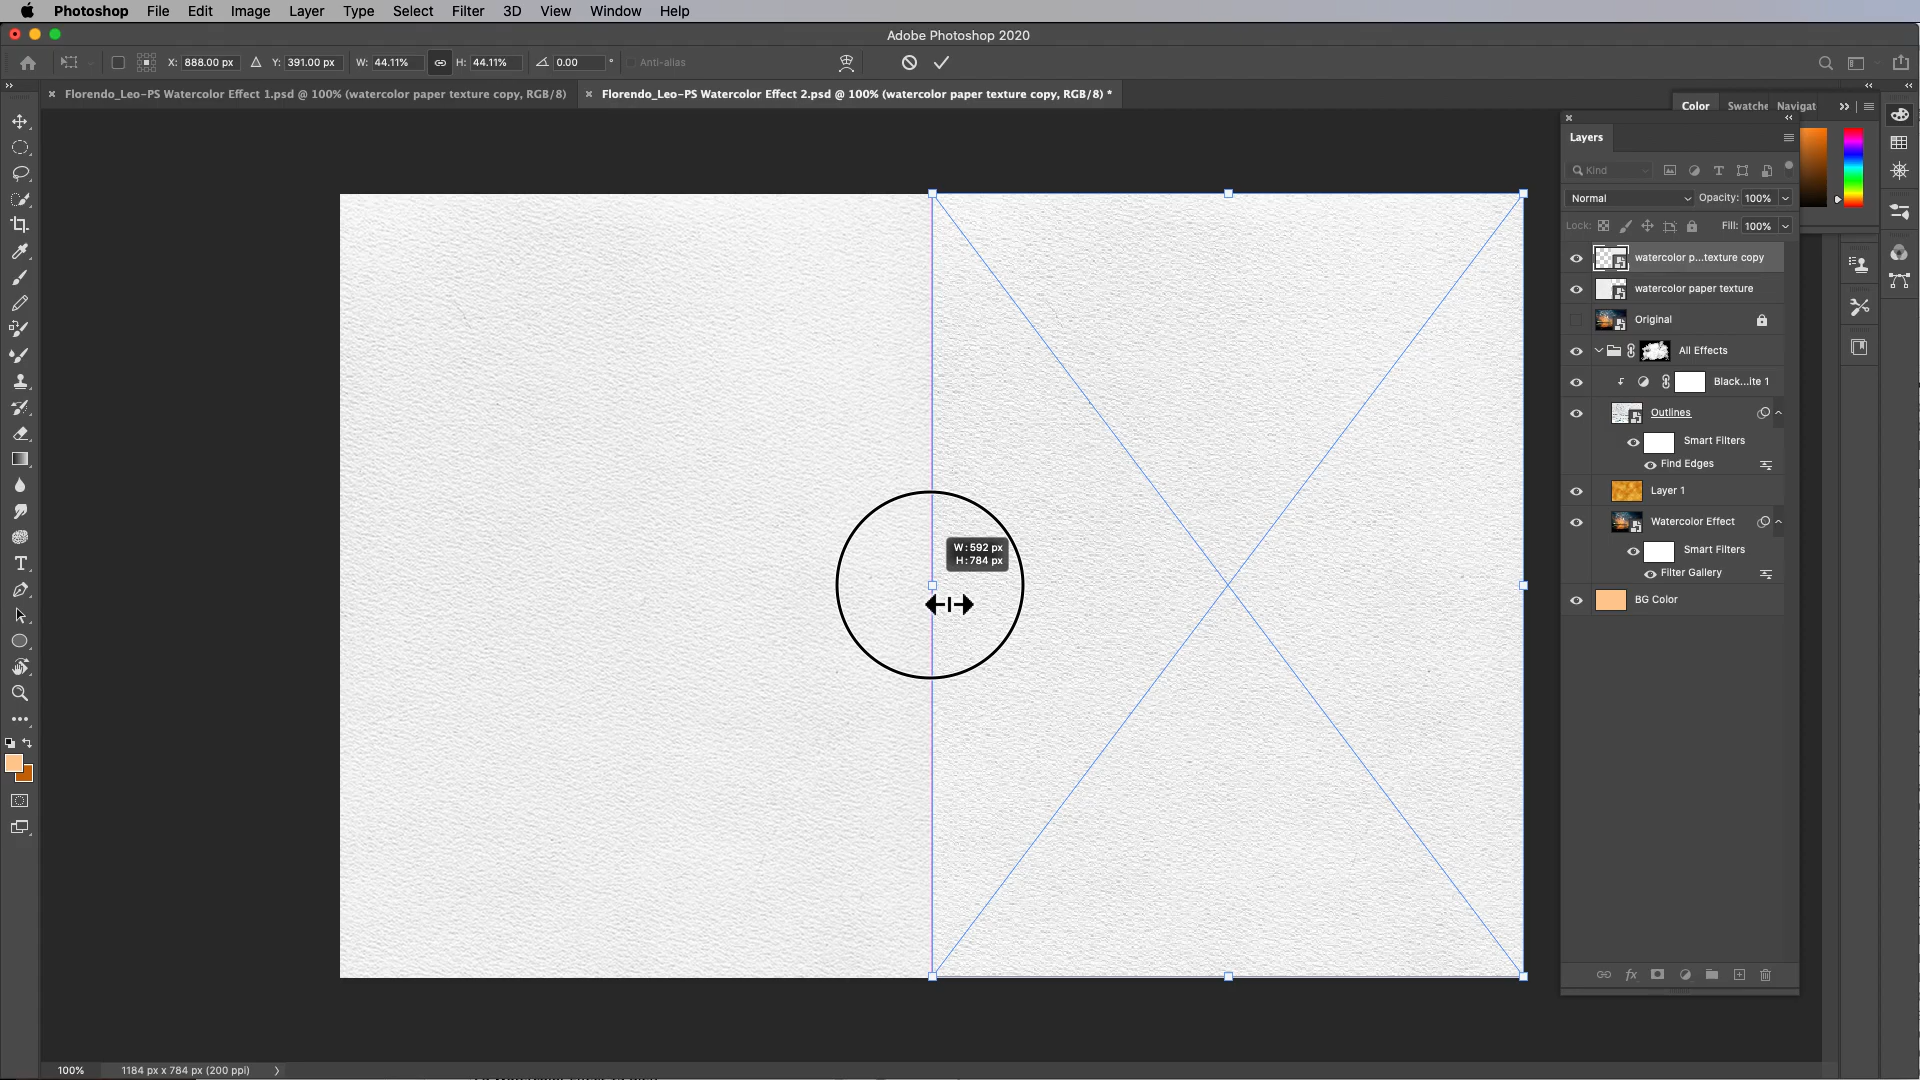 Photoshop File Edit Image Layer Type Select Filter 3D View Window Help
Adobe Photoshop 2020
X: 888.00 px Y: 391.00 px W: 44.11% H: 44.11% 0.00 ° Anti-alias
Florendo_Leo-PS Watercolor Effect 1.psd @ 100% (watercolor paper texture copy, RGB/8)
Florendo_Leo-PS Watercolor Effect 2.psd @ 100% (watercolor paper texture copy, RGB/8) *
Color Swatche Navigat
Layers
Kind
Normal Opacity: 100%
Lock: Fill: 100%
watercolor p...texture copy
watercolor paper texture
Original
All Effects
Black...ite 1
Outlines
Smart Filters
Find Edges
Layer 1
Watercolor Effect
Smart Filters
Filter Gallery
BG Color
W: 592 px
H: 784 px
100% 1184 px x 784 px (200 ppi)